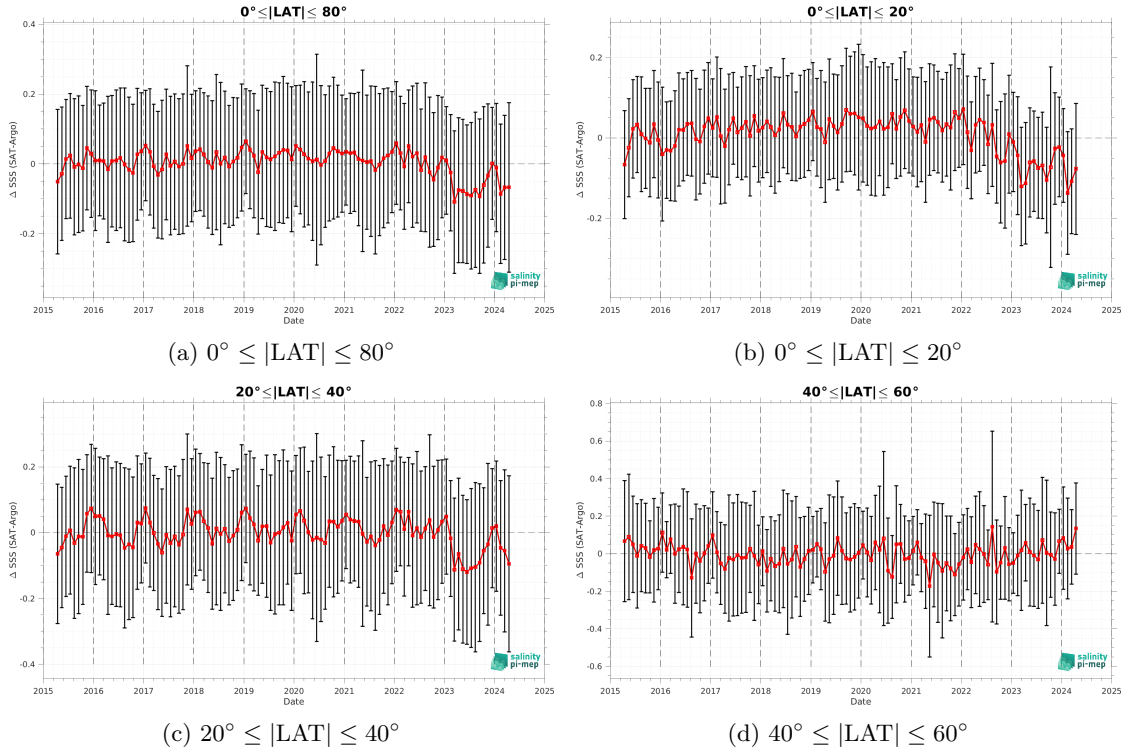 0°≤|LAT|≤ 80°
0.4
0.2
0
-0.2
Δ SSS (SAT-Argo)
2015 2016 2017 2018 2019 2020 2021 2022 2023 2024 2025
Date
salinity
pi-mep
(a) 0° ≤ |LAT| ≤ 80°
0°≤|LAT|≤ 20°
0.2
0
-0.2
Δ SSS (SAT-Argo)
2015 2016 2017 2018 2019 2020 2021 2022 2023 2024 2025
Date
salinity
pi-mep
(b) 0° ≤ |LAT| ≤ 20°
20°≤|LAT|≤ 40°
0.2
0
-0.2
-0.4
Δ SSS (SAT-Argo)
2015 2016 2017 2018 2019 2020 2021 2022 2023 2024 2025
Date
salinity
pi-mep
(c) 20° ≤ |LAT| ≤ 40°
40°≤|LAT|≤ 60°
0.8
0.6
0.4
0.2
0
-0.2
-0.4
-0.6
Δ SSS (SAT-Argo)
2015 2016 2017 2018 2019 2020 2021 2022 2023 2024 2025
Date
salinity
pi-mep
(d) 40° ≤ |LAT| ≤ 60°